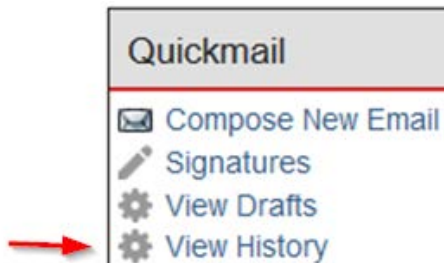 Quickmail
Compose New Email
Signatures
View Drafts
View History